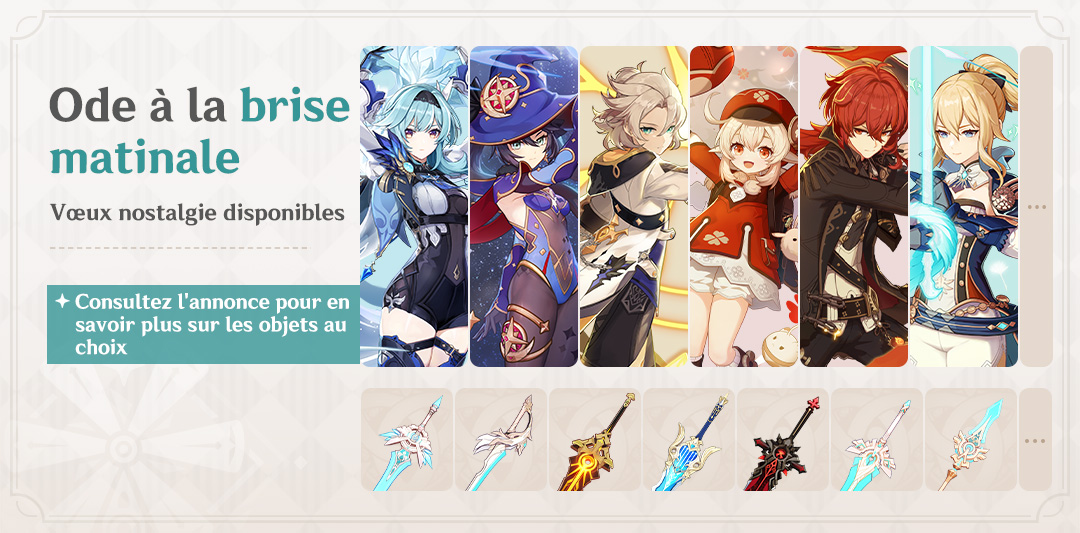 Ode à la brise
matinale
Vœux nostalgie disponibles
Consultez l'annonce pour en
savoir plus sur les objets au
choix